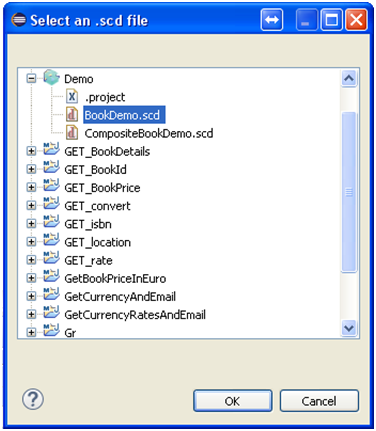 Select an .scd file
Demo
.project
BookDemo.scd
CompositeBookDemo.scd
GET_BookDetails
GET_BookId
GET_BookPrice
GET_convert
GET_isbn
GET_location
GET_rate
GetBookPriceInEuro
GetCurrencyAndEmail
GetCurrencyRatesAndEmail
Gr
OK Cancel